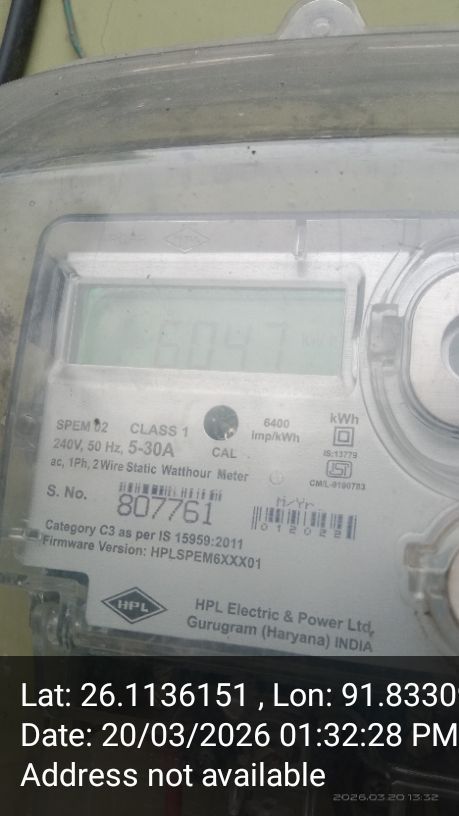 6047 kWh
SPEM 02 CLASS 1 6400 kWh
240V, 50 Hz, 5-30A CAL Imp/kWh IS:13779
ac, 1Ph, 2 Wire Static Watthour Meter CM/L-9190783
S. No. 807761 M/Yr. 012022
Category C3 as per IS 15959:2011
Firmware Version: HPLSPEM6XXX01
HPL HPL Electric & Power Ltd.
Gurugram (Haryana) INDIA
Lat: 26.1136151 , Lon: 91.8330
Date: 20/03/2026 01:32:28 PM
Address not available
2026.03.20 13:32